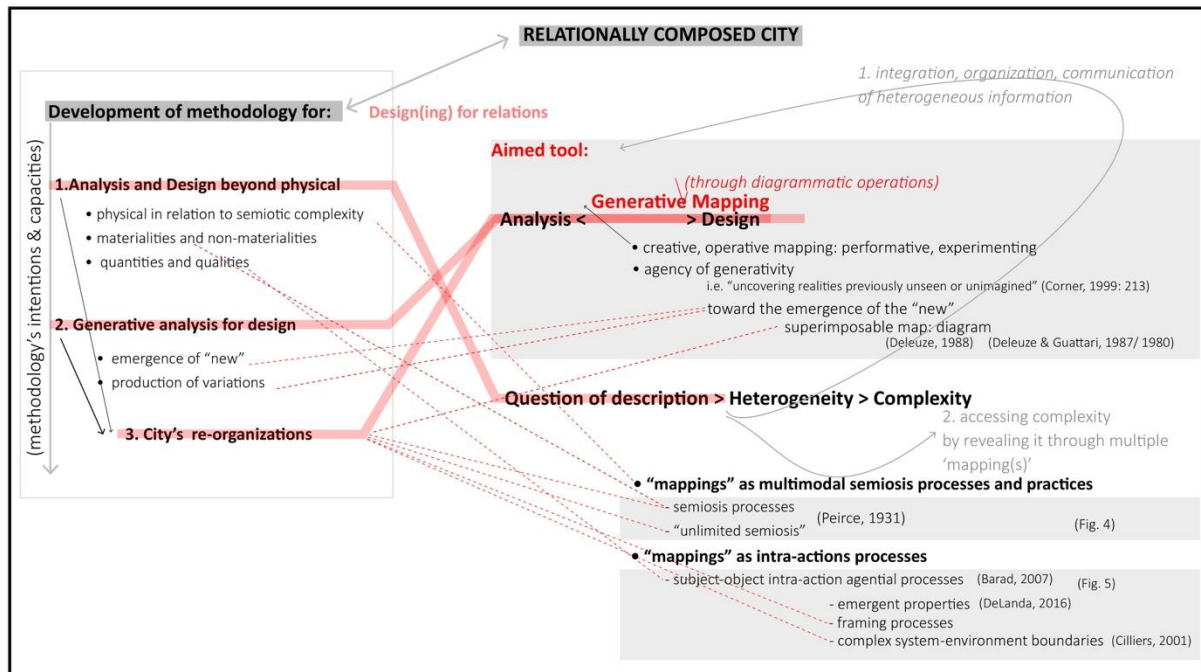 RELATIONALLY COMPOSED CITY
1. integration, organization, communication
of heterogeneous information
Development of methodology for:
Design(ing) for relations
(methodology's intentions & capacities)
1.Analysis and Design beyond physical
• physical in relation to semiotic complexity
• materialities and non-materialities
• quantities and qualities
2. Generative analysis for design
• emergence of "new"
• production of variations
3. City's re-organizations
Aimed tool:
(through diagrammatic operations)
Generative Mapping
Analysis < > Design
• creative, operative mapping: performative, experimenting
• agency of generativity
i.e. "uncovering realities previously unseen or unimagined" (Corner, 1999: 213)
toward the emergence of the "new"
superimposable map: diagram
(Deleuze, 1988) (Deleuze & Guattari, 1987/ 1980)
Question of description > Heterogeneity > Complexity
2. accessing complexity
by revealing it through multiple
'mapping(s)'
• "mappings" as multimodal semiosis processes and practices
- semiosis processes
- "unlimited semiosis"
(Peirce, 1931)
(Fig. 4)
• "mappings" as intra-actions processes
- subject-object intra-action agential processes (Barad, 2007) (Fig. 5)
- emergent properties (DeLanda, 2016)
- framing processes
- complex system-environment boundaries (Cilliers, 2001)